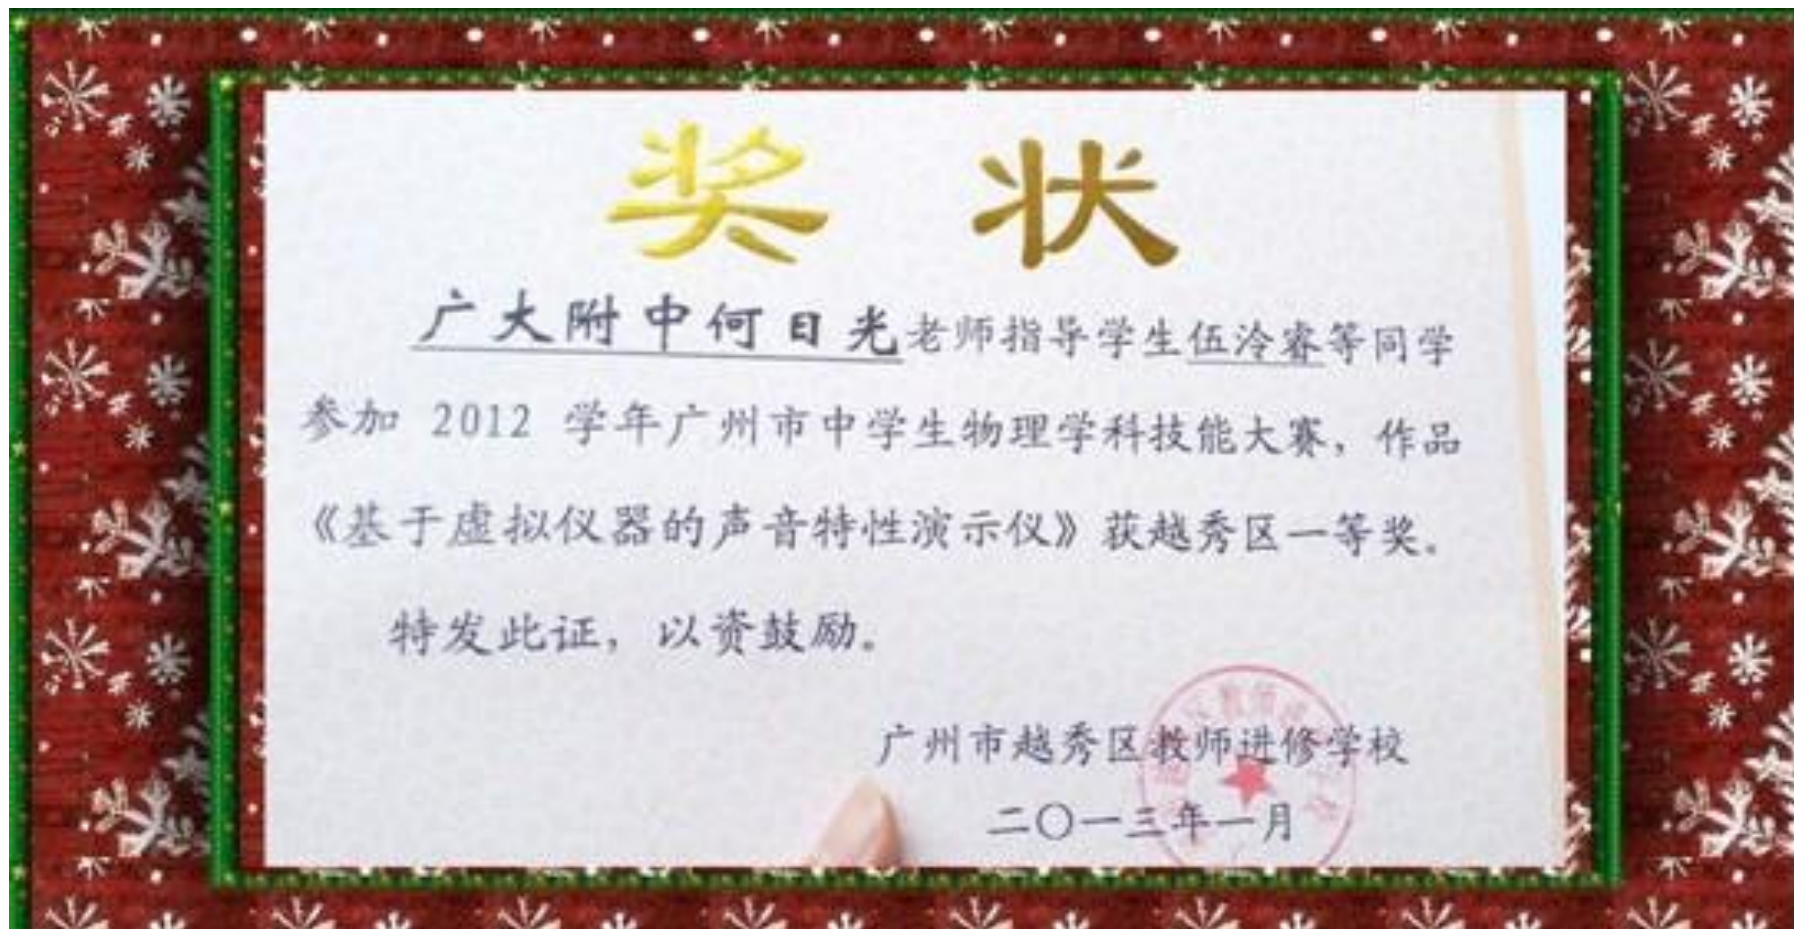 奖 状
广大附中何日光老师指导学生伍泠睿等同学
参加 2012 学年广州市中学生物理学科技能大赛，作品
《基于虚拟仪器的声音特性演示仪》获越秀区一等奖。
特发此证，以资鼓励。
广州市越秀区教师进修学校
二〇一三年一月